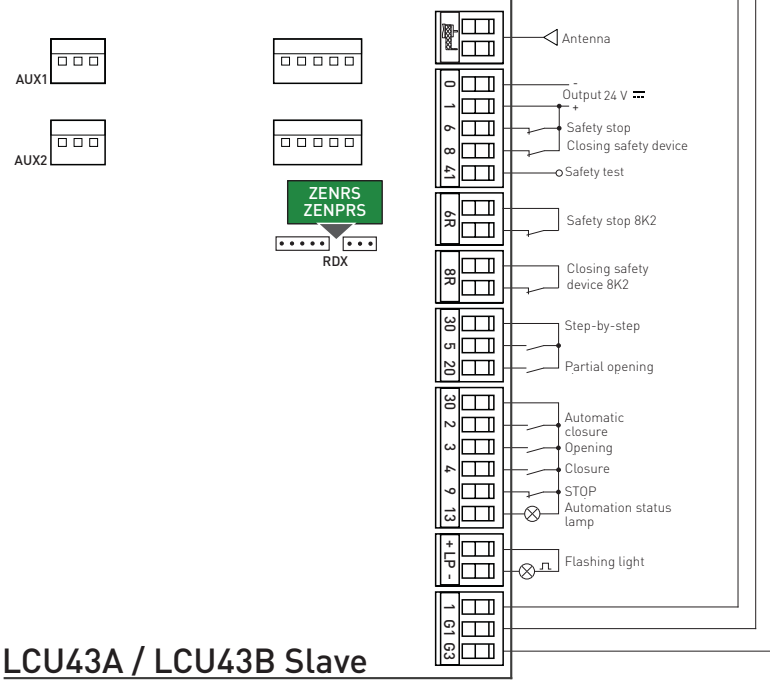 AUX1
AUX2
ZENRS
ZENPRS
RDX
Antenna
0
1
6
8
41
-
Output 24 V
+
Safety stop
Closing safety device
Safety test
6R
Safety stop 8K2
8R
Closing safety
device 8K2
30
5
20
Step-by-step
Partial opening
30
2
3
4
9
13
Automatic
closure
Opening
Closure
STOP
Automation status
lamp
+ LP -
Flashing light
1
G1
G3
LCU43A / LCU43B Slave